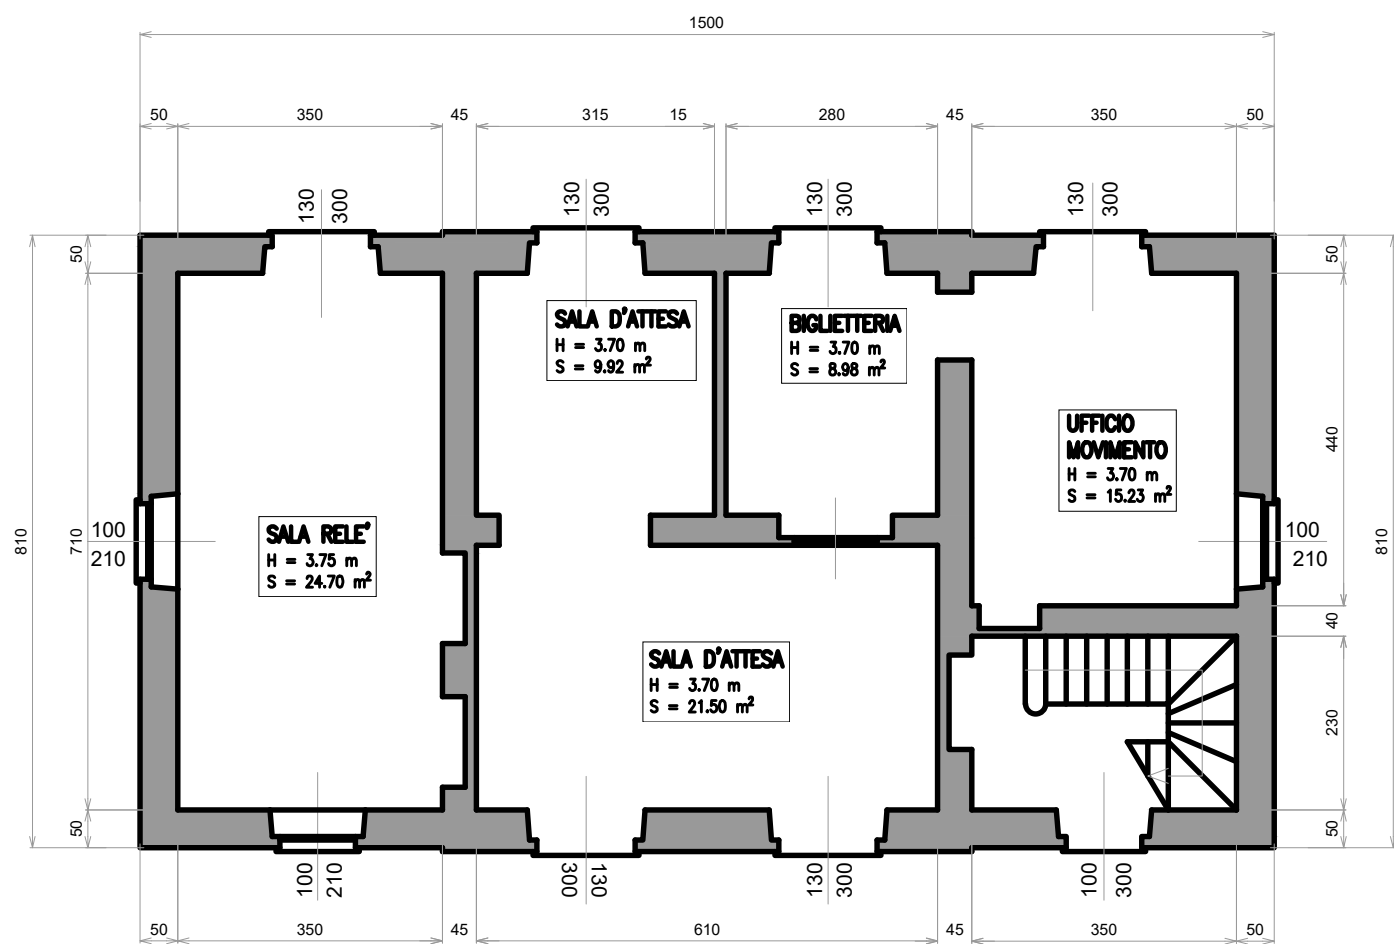 1500
50 350 45 315 15 280 45 350 50
130 300
130 300
130 300
130 300
50
50
SALA D'ATTESA
H = 3.70 m
S = 9.92 m²
BIGLIETTERIA
H = 3.70 m
S = 8.98 m²
UFFICIO
MOVIMENTO
H = 3.70 m
S = 15.23 m²
440
810
710
100
210
SALA RELE'
H = 3.75 m
S = 24.70 m²
100
210
810
40
SALA D'ATTESA
H = 3.70 m
S = 21.50 m²
230
50
50
100 210
300 130
130 300
100 300
50 350 45 610 45 350 50